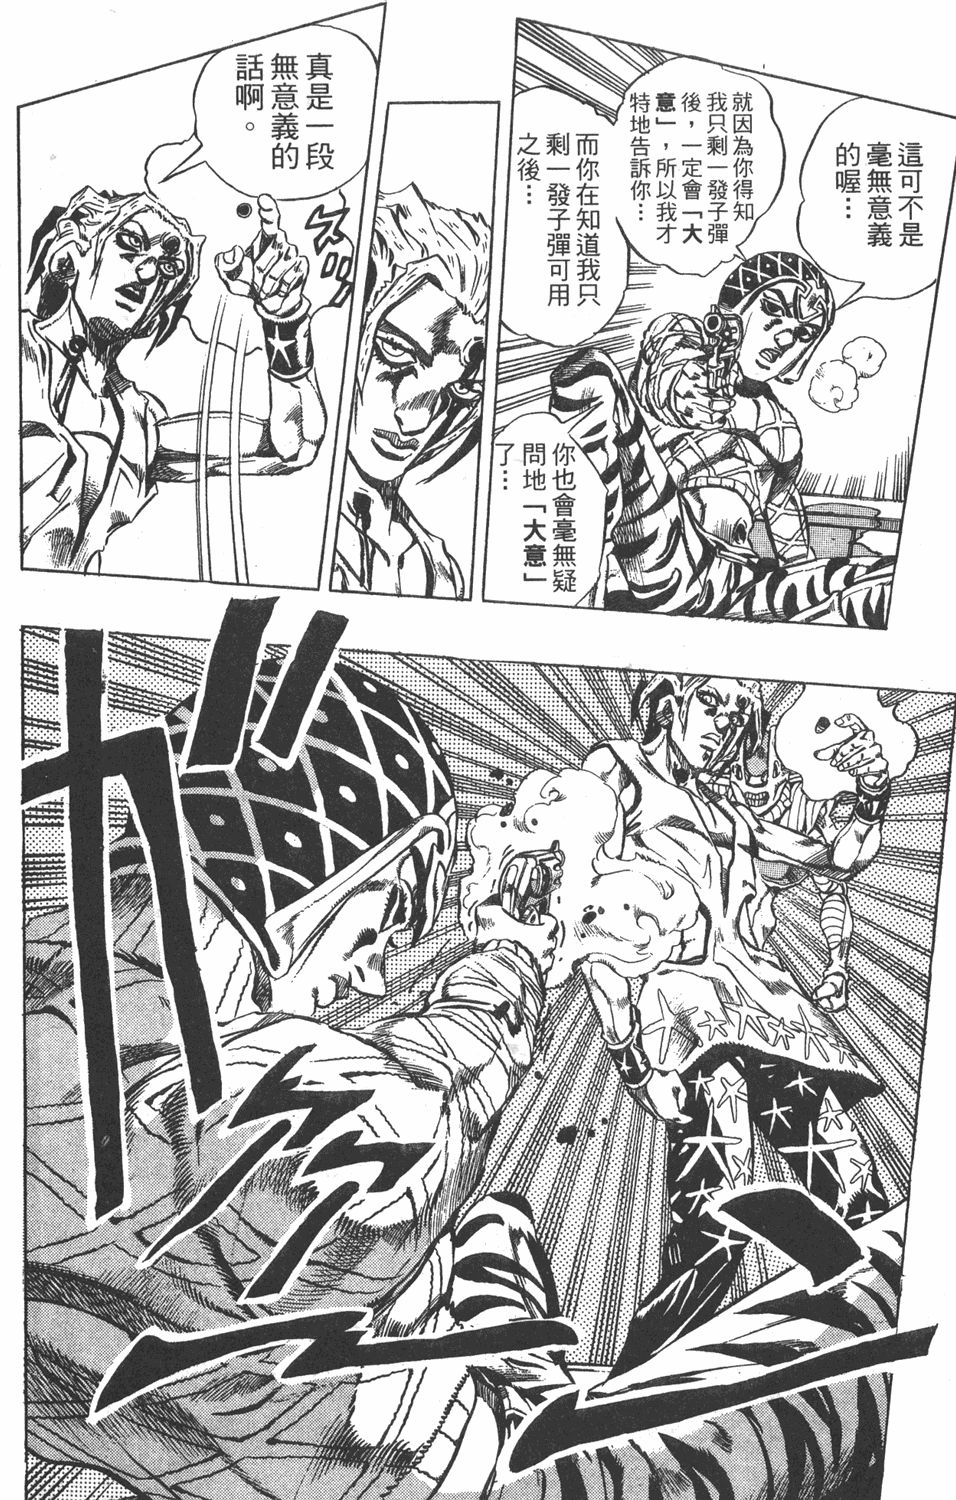 這可不是
毫無意義
的喔…
就因為你得知
我只剩一發子彈
後，一定會「大
意」，所以我才
特地告訴你…
而你在知道我只
剩一發子彈可用
之後…
你也會毫無疑
問地「大意」
了…
真是一段
無意義的
話啊。